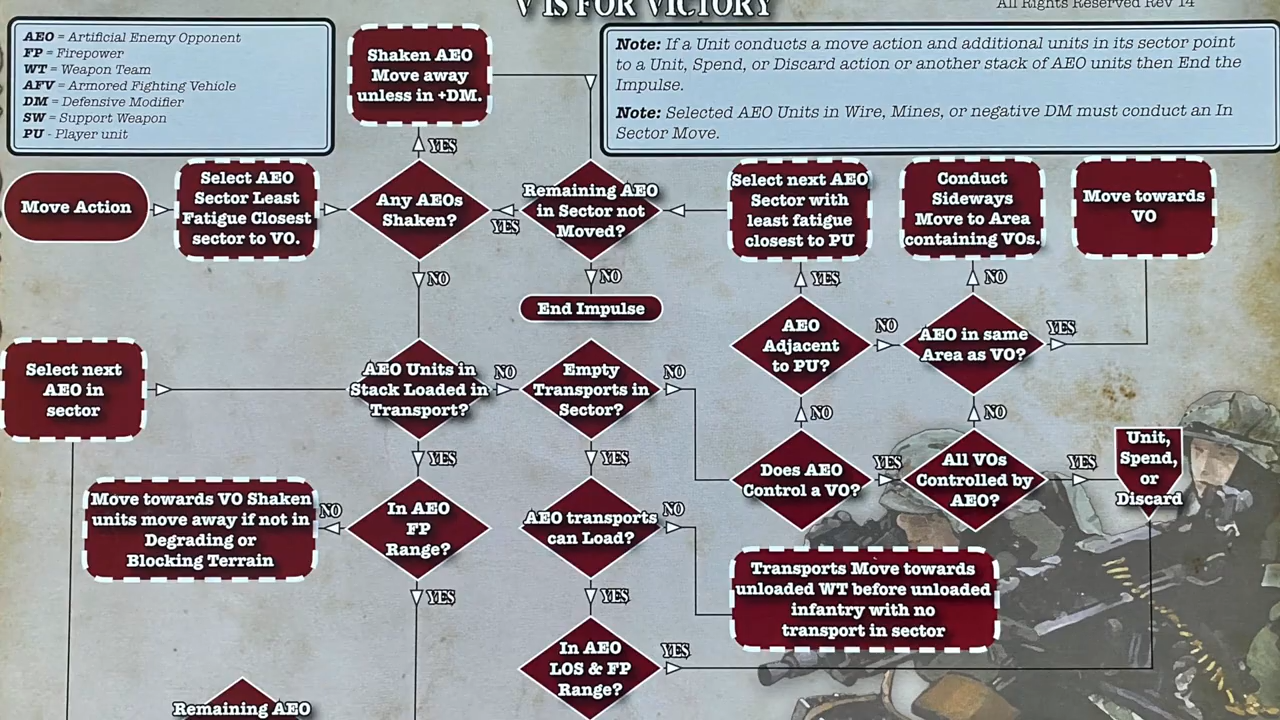 V IS FOR VICTORY
All Rights Reserved Rev 14
AEO = Artificial Enemy Opponent
FP = Firepower
WT = Weapon Team
AFV = Armored Fighting Vehicle
DM = Defensive Modifier
SW = Support Weapon
PU - Player unit
Shaken AEO
Move away
unless in +DM.
Note: If a Unit conducts a move action and additional units in its sector point
to a Unit, Spend, or Discard action or another stack of AEO units then End the
Impulse.
Note: Selected AEO Units in Wire, Mines, or negative DM must conduct an In
Sector Move.
YES
Move Action
Select AEO
Sector Least
Fatigue Closest
sector to VO.
Any AEOs
Shaken?
YES
Remaining AEO
in Sector not
Moved?
Select next AEO
Sector with
least fatigue
closest to PU
Conduct
Sideways
Move to Area
containing VOs.
Move towards
VO
NO
NO
YES
NO
End Impulse
AEO
Adjacent
to PU?
NO
AEO in same
Area as VO?
YES
Select next
AEO in
sector
AEO Units in
Stack Loaded in
Transport?
NO
Empty
Transports in
Sector?
NO
NO
NO
YES
YES
Does AEO
Control a VO?
YES
All VOs
Controlled by
AEO?
YES
Unit,
Spend,
or
Discard
Move towards VO Shaken
units move away if not in
Degrading or
Blocking Terrain
NO
In AEO
FP
Range?
AEO transports
can Load?
NO
Transports Move towards
unloaded WT before unloaded
infantry with no
transport in sector
YES
YES
In AEO
LOS & FP
Range?
YES
Remaining AEO